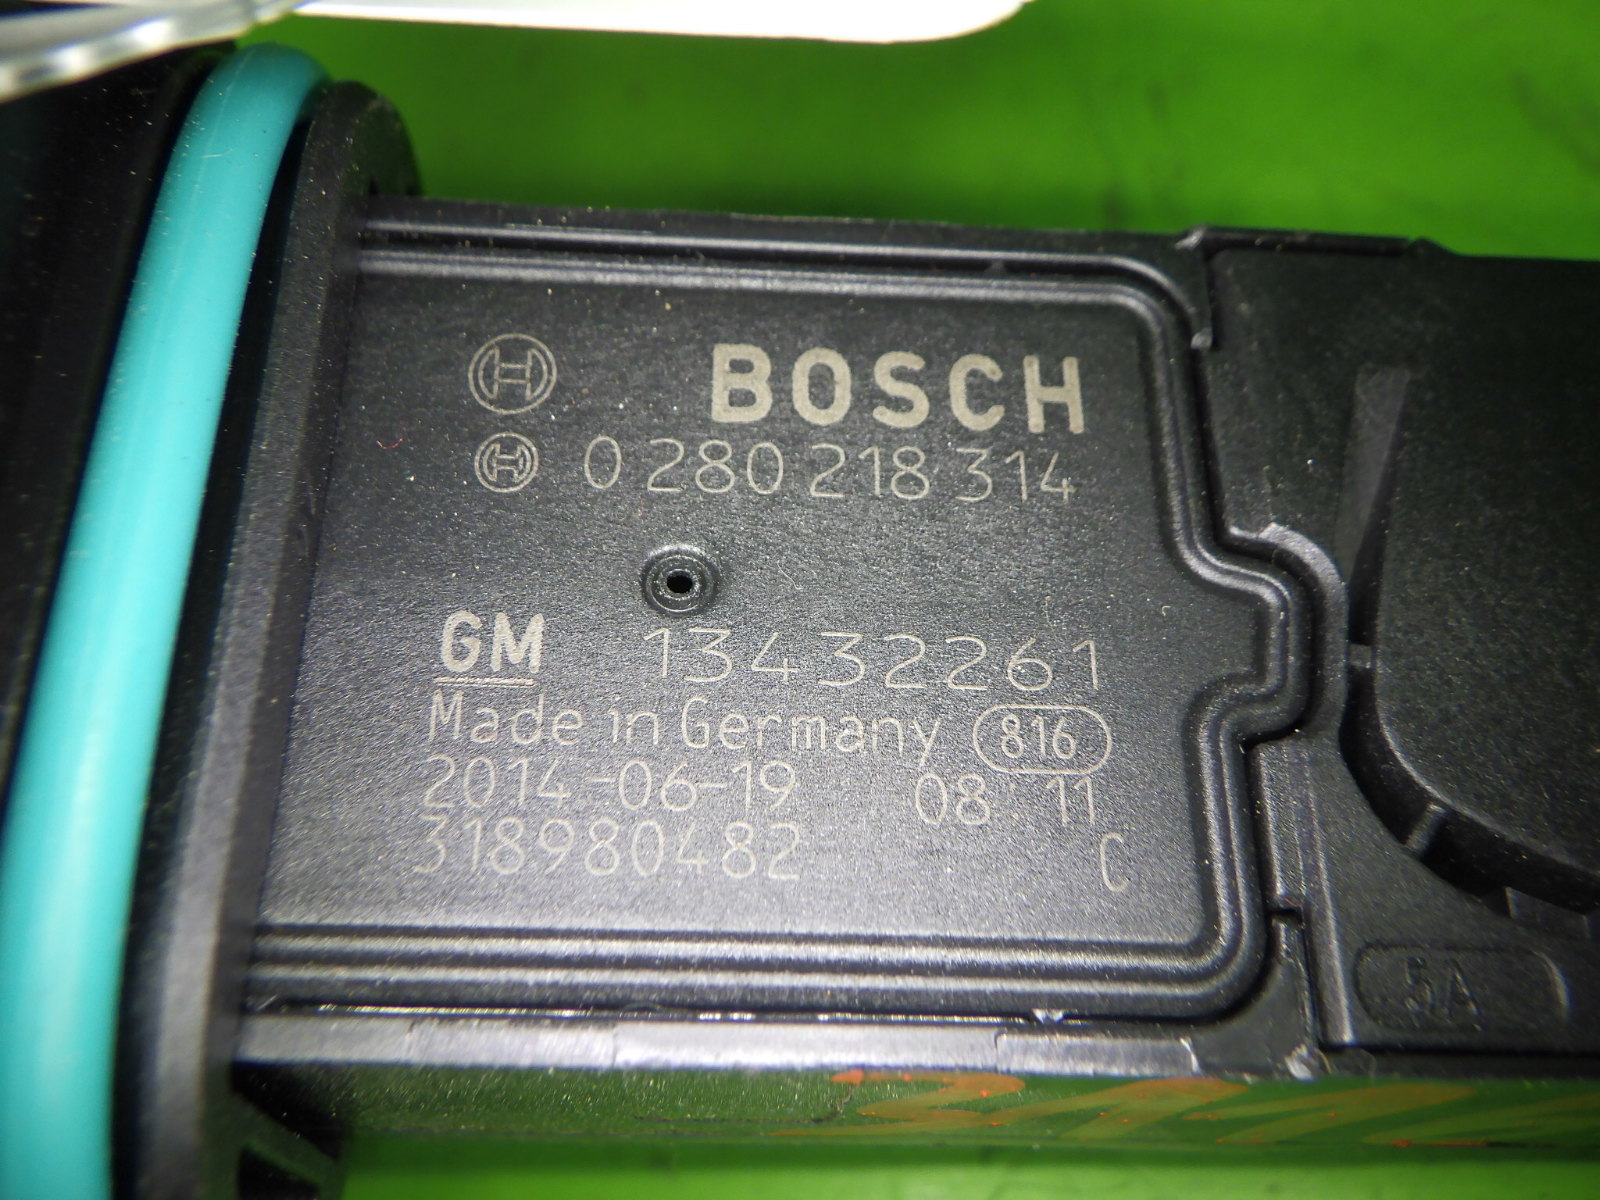 BOSCH
0 280 218 314
GM 13432261
Made in Germany 816
2014-06-19 08:11
318980482 C
5A